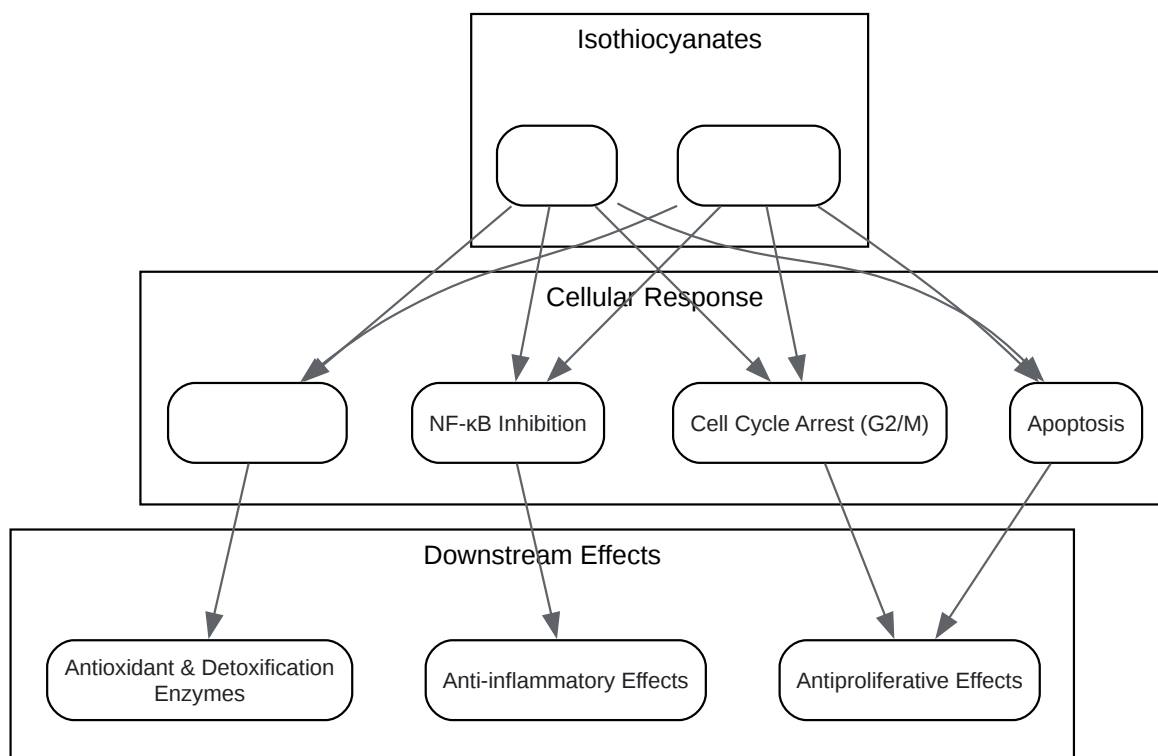 Isothiocyanates
Cellular Response
NF-κB Inhibition
Cell Cycle Arrest (G2/M)
Apoptosis
Downstream Effects
Antioxidant & Detoxification
Enzymes
Anti-inflammatory Effects
Antiproliferative Effects